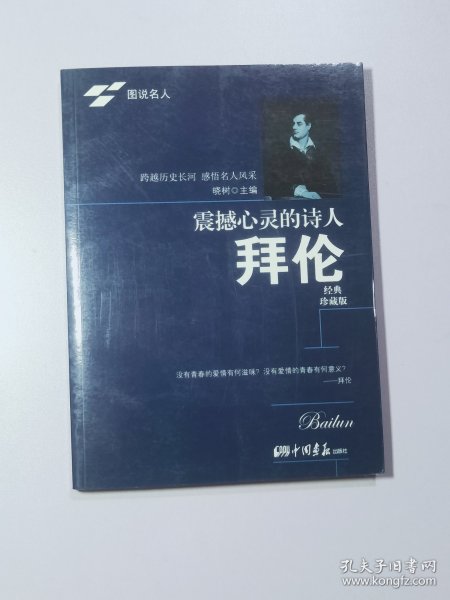 图说名人
跨越历史长河 感悟名人风采
晓树○主编
震撼心灵的诗人
拜伦
经典
珍藏版
没有青春的爱情有何滋味？没有爱情的青春有何意义？
——拜伦
Bailun
中国画报出版社
孔夫子旧书网
www.kongfz.com